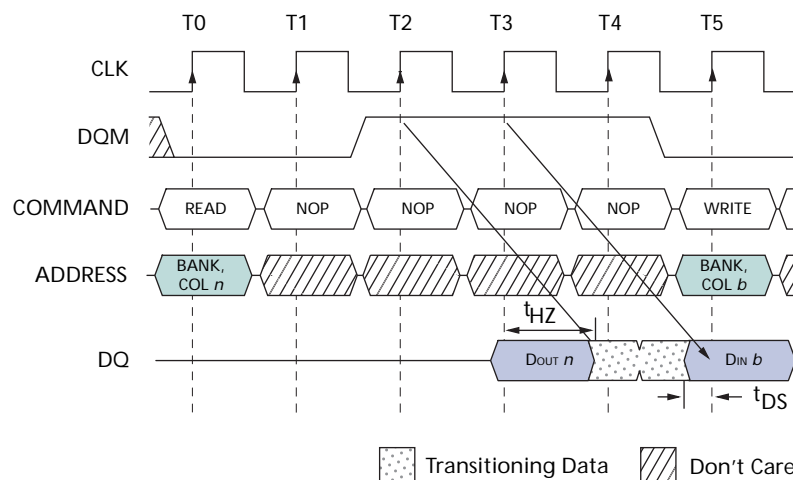 T0 T1 T2 T3 T4 T5
CLK
DQM
COMMAND READ NOP NOP NOP NOP WRITE
ADDRESS BANK, COL n BANK, COL b
tHZ
DQ DOUT n DIN b
tDS
Transitioning Data Don't Care